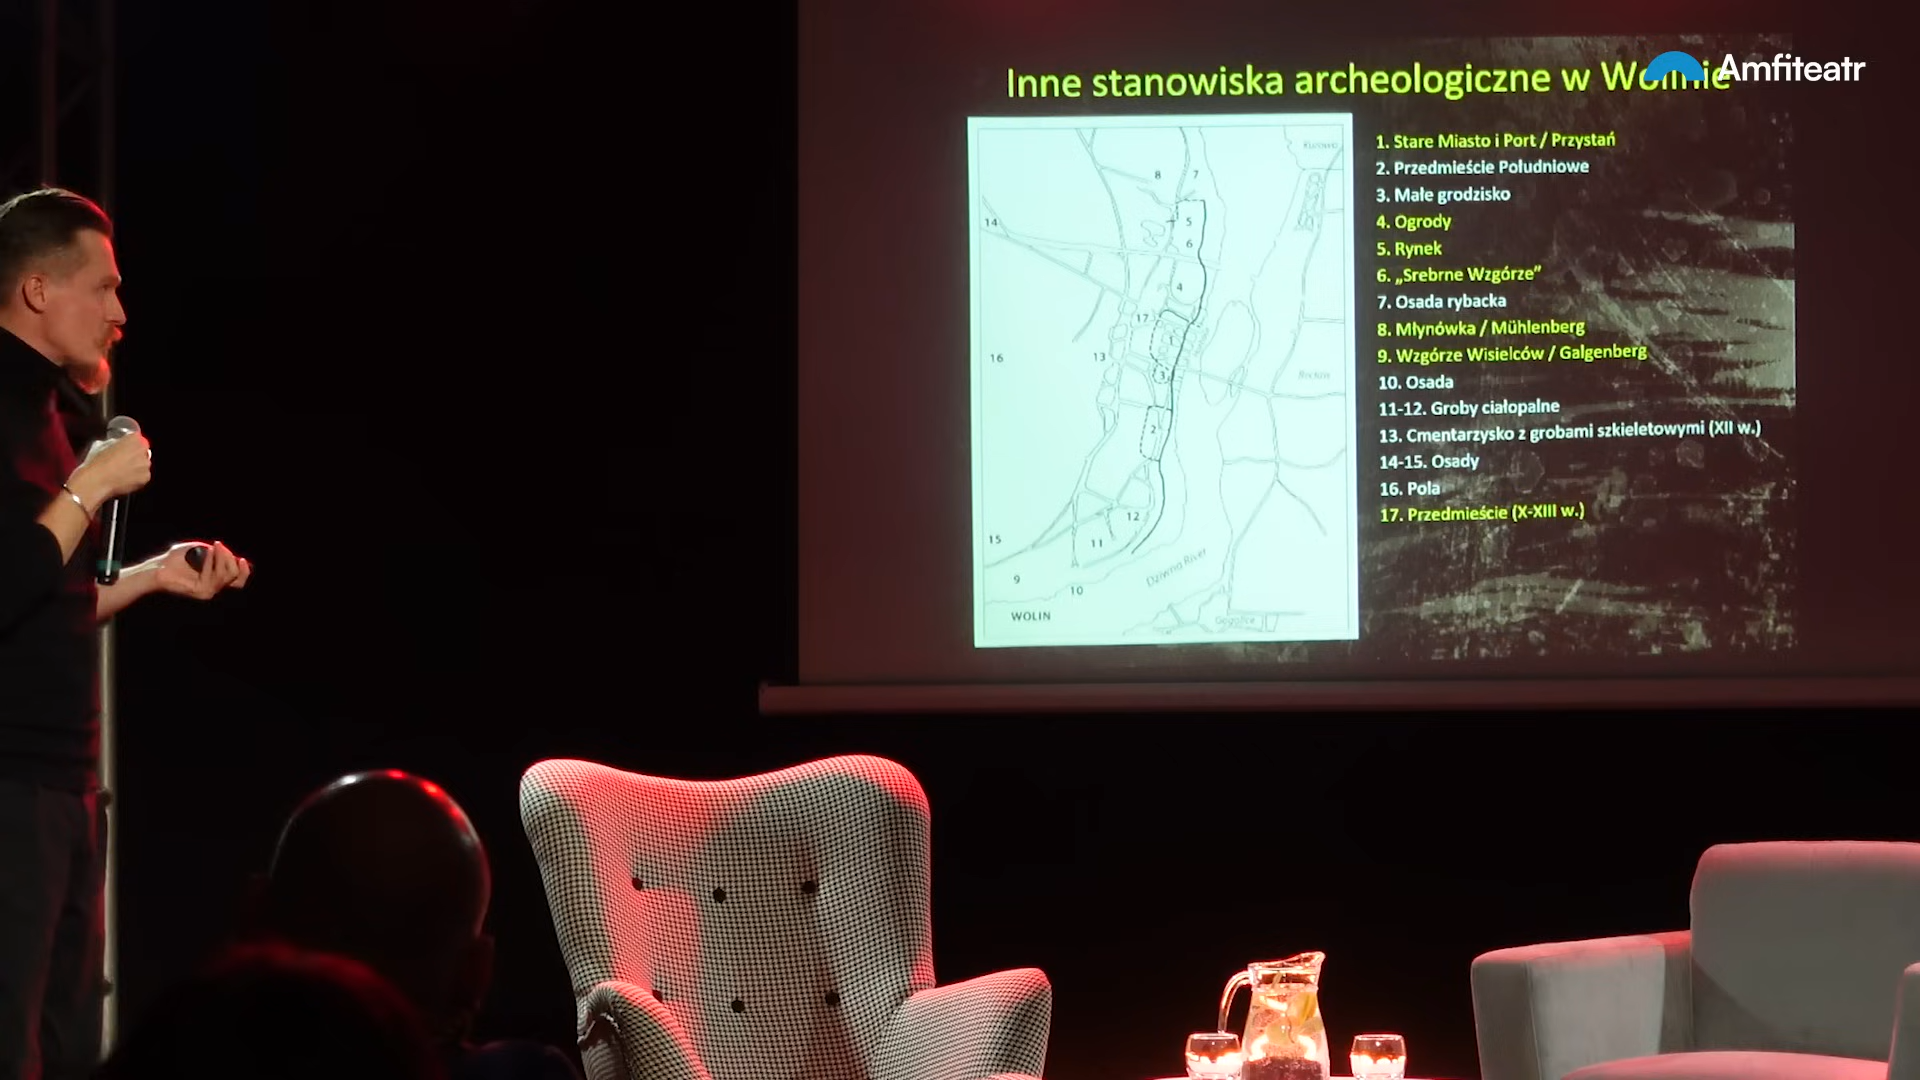 Amfiteatr
Inne stanowiska archeologiczne w Wolinie
1. Stare Miasto i Port / Przystań
2. Przedmieście Południowe
3. Małe grodzisko
4. Ogrody
5. Rynek
6. „Srebrne Wzgórze”
7. Osada rybacka
8. Młynówka / Mühlenberg
9. Wzgórze Wisielców / Galgenberg
10. Osada
11-12. Groby ciałopalne
13. Cmentarzysko z grobami szkieletowymi (XII w.)
14-15. Osady
16. Pola
17. Przedmieście (X-XIII w.)
8
7
14
5
6
4
17
1
16
13
3
2
12
15
11
Dziwna River
9
10
WOLIN